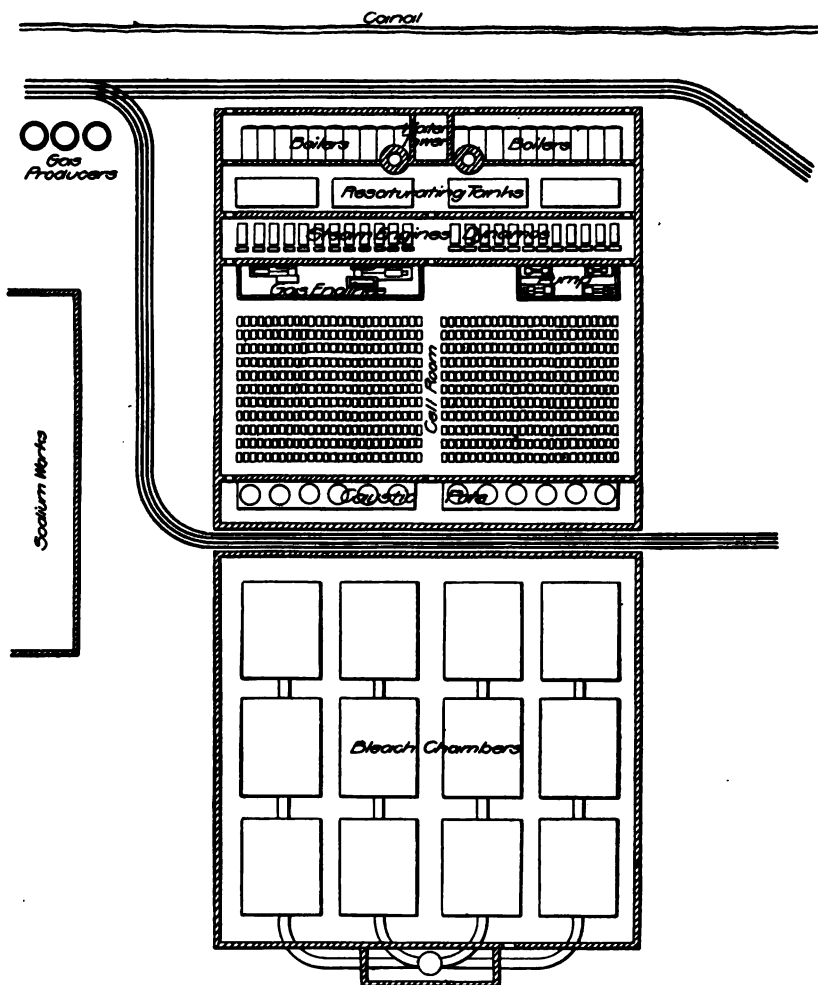 Canal
Gas
Producers
Boilers
Water
Tower
Boilers
Resaturating Tanks
Steam Engines Dynamos
Gas Engines
Pump
Cell Room
Sodium Works
Caustic Pots
Bleach Chambers